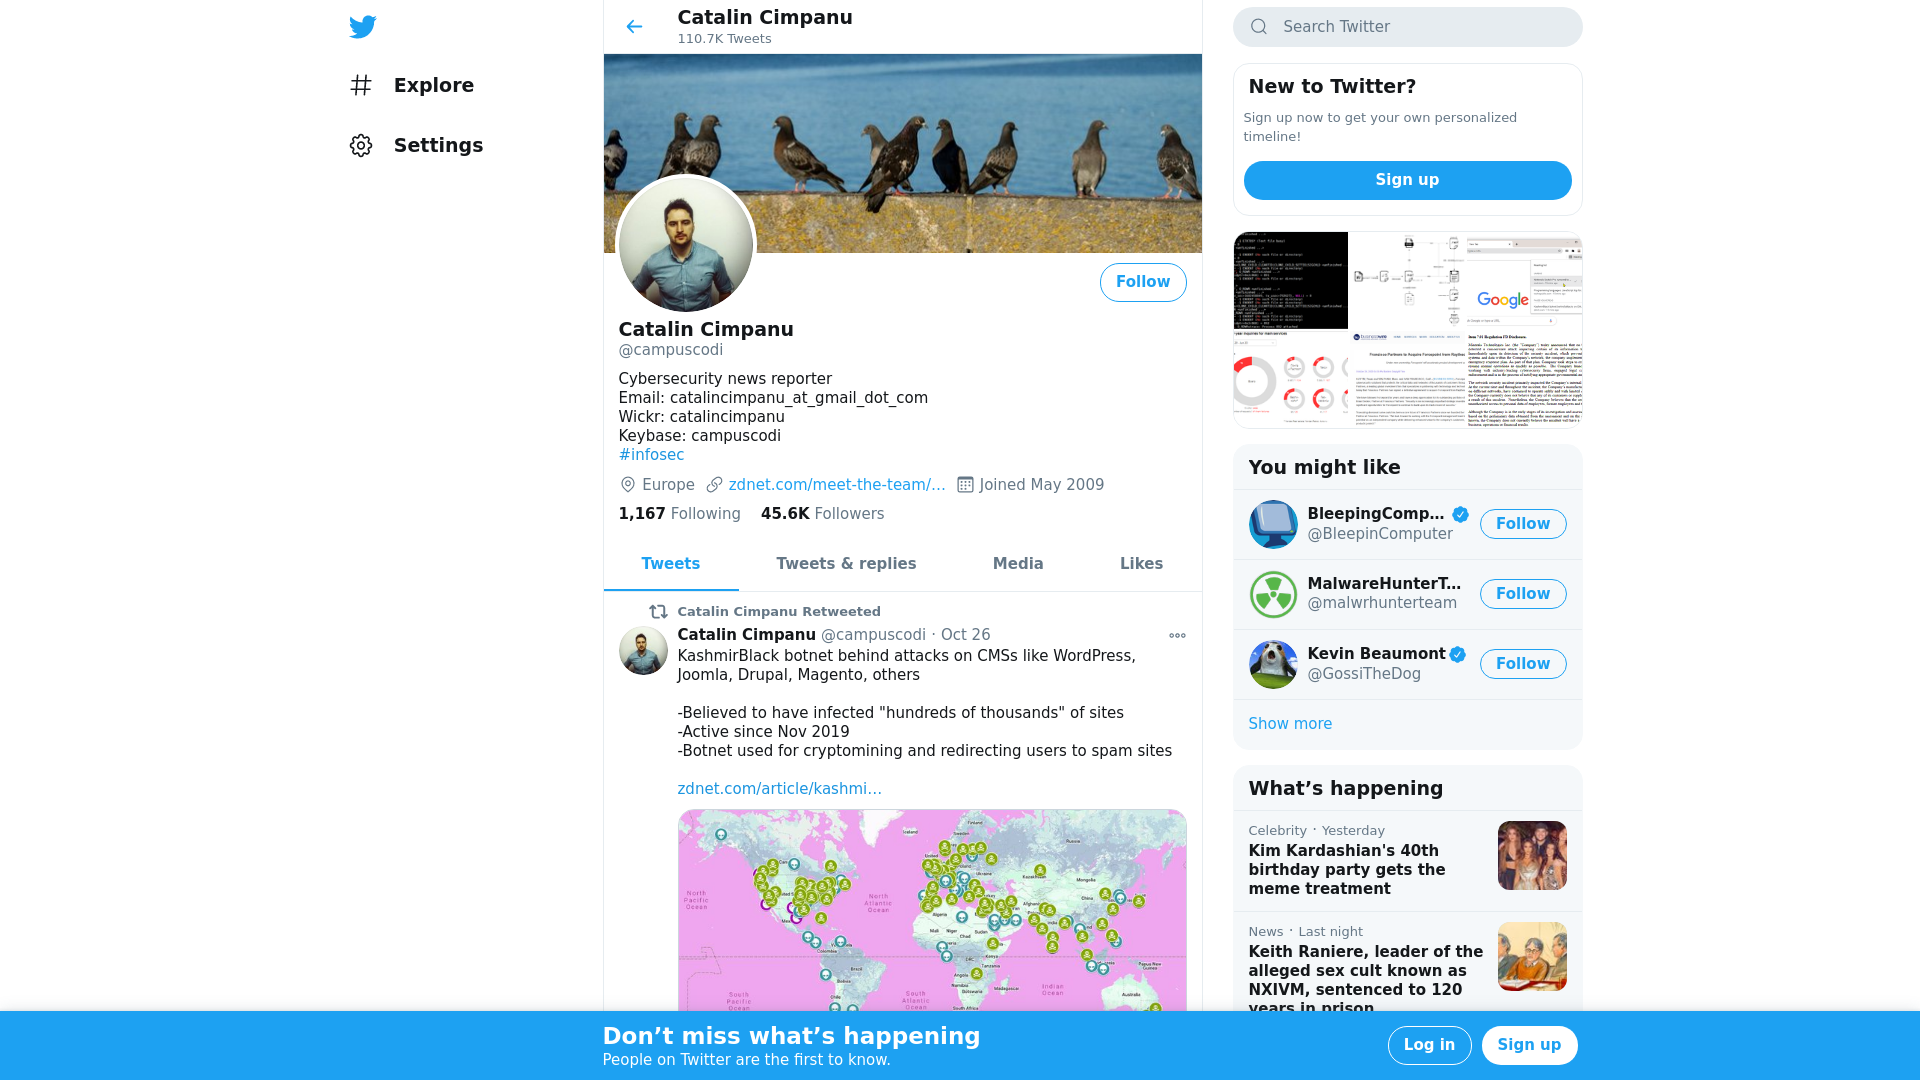 Catalin Cimpanu
110.7K Tweets
Explore
Settings
Follow
Catalin Cimpanu
@campuscodi
Cybersecurity news reporter
Email: catalincimpanu_at_gmail_dot_com
Wickr: catalincimpanu
Keybase: campuscodi
#infosec
Europe zdnet.com/meet-the-team/… Joined May 2009
1,167 Following 45.6K Followers
Tweets Tweets & replies Media Likes
Catalin Cimpanu Retweeted
Catalin Cimpanu @campuscodi · Oct 26
KashmirBlack botnet behind attacks on CMSs like WordPress,
Joomla, Drupal, Magento, others
-Believed to have infected "hundreds of thousands" of sites
-Active since Nov 2019
-Botnet used for cryptomining and redirecting users to spam sites
zdnet.com/article/kashmi…
Search Twitter
New to Twitter?
Sign up now to get your own personalized
timeline!
Sign up
Google
You might like
BleepingComp…
@BleepinComputer
Follow
MalwareHunterT…
@malwrhunterteam
Follow
Kevin Beaumont
@GossiTheDog
Follow
Show more
What’s happening
Celebrity · Yesterday
Kim Kardashian's 40th
birthday party gets the
meme treatment
News · Last night
Keith Raniere, leader of the
alleged sex cult known as
NXIVM, sentenced to 120
years in prison
Don’t miss what’s happening
People on Twitter are the first to know.
Log in
Sign up